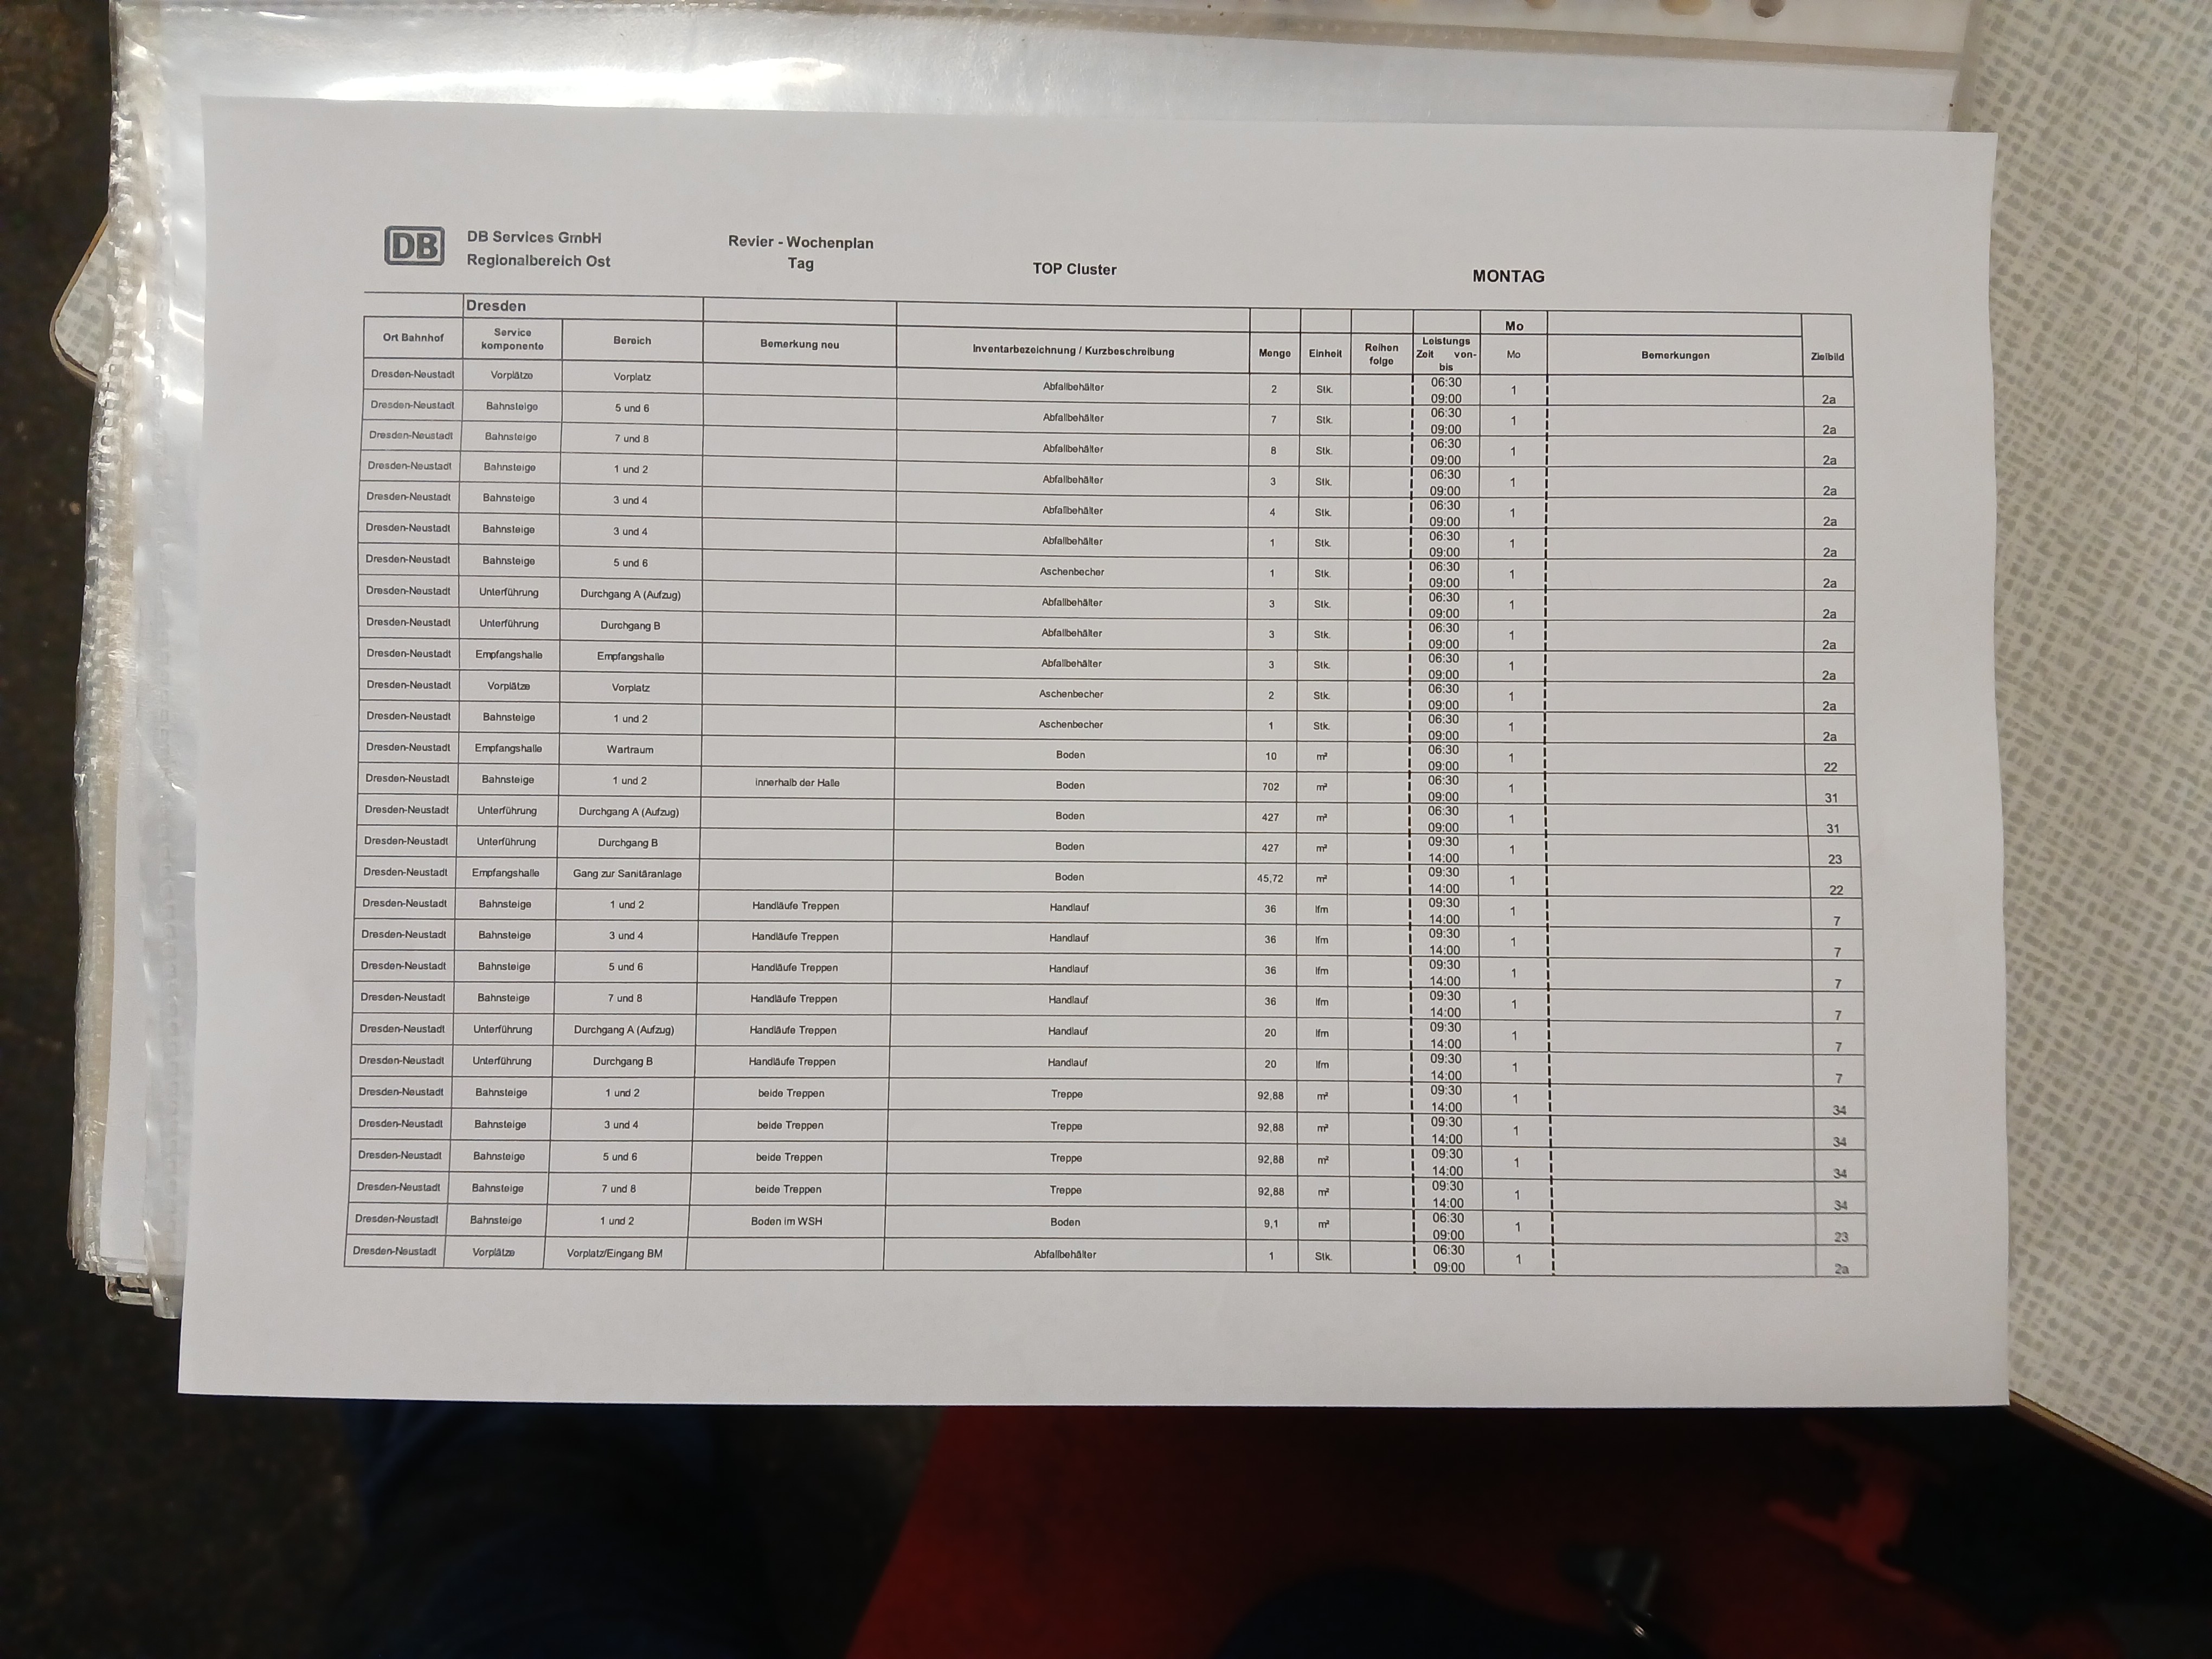 DB DB Services GmbH
Regionalbereich Ost
Revier - Wochenplan
Tag
TOP Cluster
MONTAG
Dresden
Mo
Ort Bahnhof Service komponente Bereich Bemerkung neu Inventarbezeichnung / Kurzbeschreibung Menge Einheit Reihen folge Leistungs Zeit von- bis Mo Bemerkungen Zielbild
Dresden-Neustadt Vorplätze Vorplatz Abfallbehälter 2 Stk. 06:30 09:00 1 2a
Dresden-Neustadt Bahnsteige 5 und 6 Abfallbehälter 7 Stk. 06:30 09:00 1 2a
Dresden-Neustadt Bahnsteige 7 und 8 Abfallbehälter 8 Stk. 06:30 09:00 1 2a
Dresden-Neustadt Bahnsteige 1 und 2 Abfallbehälter 3 Stk. 06:30 09:00 1 2a
Dresden-Neustadt Bahnsteige 3 und 4 Abfallbehälter 4 Stk. 06:30 09:00 1 2a
Dresden-Neustadt Bahnsteige 3 und 4 Abfallbehälter 1 Stk. 06:30 09:00 1 2a
Dresden-Neustadt Bahnsteige 5 und 6 Aschenbecher 1 Stk. 06:30 09:00 1 2a
Dresden-Neustadt Unterführung Durchgang A (Aufzug) Abfallbehälter 3 Stk. 06:30 09:00 1 2a
Dresden-Neustadt Unterführung Durchgang B Abfallbehälter 3 Stk. 06:30 09:00 1 2a
Dresden-Neustadt Empfangshalle Empfangshalle Abfallbehälter 3 Stk. 06:30 09:00 1 2a
Dresden-Neustadt Vorplätze Vorplatz Aschenbecher 2 Stk. 06:30 09:00 1 2a
Dresden-Neustadt Bahnsteige 1 und 2 Aschenbecher 1 Stk. 06:30 09:00 1 2a
Dresden-Neustadt Empfangshalle Wartraum Boden 10 m² 06:30 09:00 1 22
Dresden-Neustadt Bahnsteige 1 und 2 innerhalb der Halle Boden 702 m² 06:30 09:00 1 31
Dresden-Neustadt Unterführung Durchgang A (Aufzug) Boden 427 m² 06:30 09:00 1 31
Dresden-Neustadt Unterführung Durchgang B Boden 427 m² 09:30 14:00 1 23
Dresden-Neustadt Empfangshalle Gang zur Sanitäranlage Boden 45,72 m² 09:30 14:00 1 22
Dresden-Neustadt Bahnsteige 1 und 2 Handläufe Treppen Handlauf 36 lfm 09:30 14:00 1 7
Dresden-Neustadt Bahnsteige 3 und 4 Handläufe Treppen Handlauf 36 lfm 09:30 14:00 1 7
Dresden-Neustadt Bahnsteige 5 und 6 Handläufe Treppen Handlauf 36 lfm 09:30 14:00 1 7
Dresden-Neustadt Bahnsteige 7 und 8 Handläufe Treppen Handlauf 36 lfm 09:30 14:00 1 7
Dresden-Neustadt Unterführung Durchgang A (Aufzug) Handläufe Treppen Handlauf 20 lfm 09:30 14:00 1 7
Dresden-Neustadt Unterführung Durchgang B Handläufe Treppen Handlauf 20 lfm 09:30 14:00 1 7
Dresden-Neustadt Bahnsteige 1 und 2 beide Treppen Treppe 92,88 m² 09:30 14:00 1 34
Dresden-Neustadt Bahnsteige 3 und 4 beide Treppen Treppe 92,88 m² 09:30 14:00 1 34
Dresden-Neustadt Bahnsteige 5 und 6 beide Treppen Treppe 92,88 m² 09:30 14:00 1 34
Dresden-Neustadt Bahnsteige 7 und 8 beide Treppen Treppe 92,88 m² 09:30 14:00 1 34
Dresden-Neustadt Bahnsteige 1 und 2 Boden im WSH Boden 9,1 m² 06:30 09:00 1 23
Dresden-Neustadt Vorplätze Vorplatz/Eingang BM Abfallbehälter 1 Stk. 06:30 09:00 1 2a